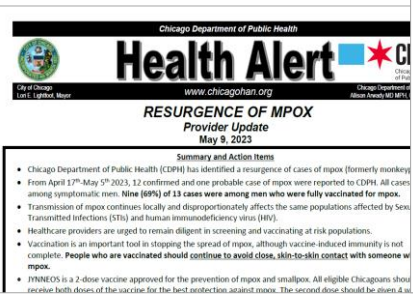 Chicago Department of Public Health
Health Alert
City of Chicago
Lori E. Lightfoot, Mayor
www.chicagohan.org
Chicago Department of
Allison Arwady MD MPH,
RESURGENCE OF MPOX
Provider Update
May 9, 2023
Summary and Action Items
• Chicago Department of Public Health (CDPH) has identified a resurgence of cases of mpox (formerly monkeyp
• From April 17th-May 5th 2023, 12 confirmed and one probable case of mpox were reported to CDPH. All cases
among symptomatic men. Nine (69%) of 13 cases were among men who were fully vaccinated for mpox.
• Transmission of mpox continues locally and disproportionately affects the same populations affected by Sexu
Transmitted Infections (STIs) and human immunodeficiency virus (HIV).
• Healthcare providers are urged to remain diligent in screening and vaccinating at risk populations.
• Vaccination is an important tool in stopping the spread of mpox, although vaccine-induced immunity is not
complete. People who are vaccinated should continue to avoid close, skin-to-skin contact with someone w
mpox.
• JYNNEOS is a 2-dose vaccine approved for the prevention of mpox and smallpox. All eligible Chicagoans shou
receive both doses of the vaccine for the best protection against mpox. The second dose should be given 4 w